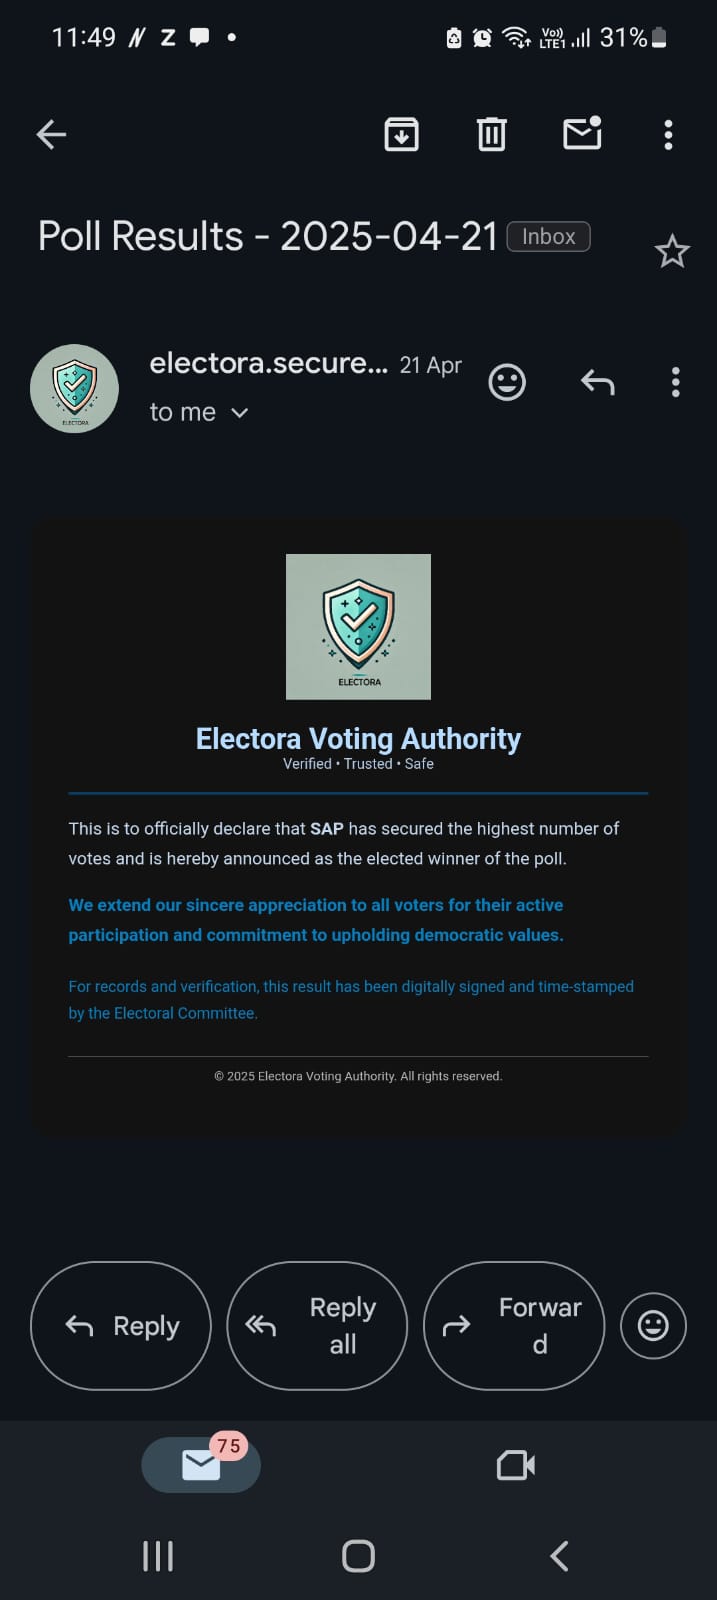 11:49 N Z
Vo)) LTE1 31%
Poll Results - 2025-04-21 Inbox
electora.secure... 21 Apr
to me
ELECTORA
ELECTORA
Electora Voting Authority
Verified • Trusted • Safe
This is to officially declare that SAP has secured the highest number of
votes and is hereby announced as the elected winner of the poll.
We extend our sincere appreciation to all voters for their active
participation and commitment to upholding democratic values.
For records and verification, this result has been digitally signed and time-stamped
by the Electoral Committee.
© 2025 Electora Voting Authority. All rights reserved.
Reply
Reply
all
Forwar
d
75